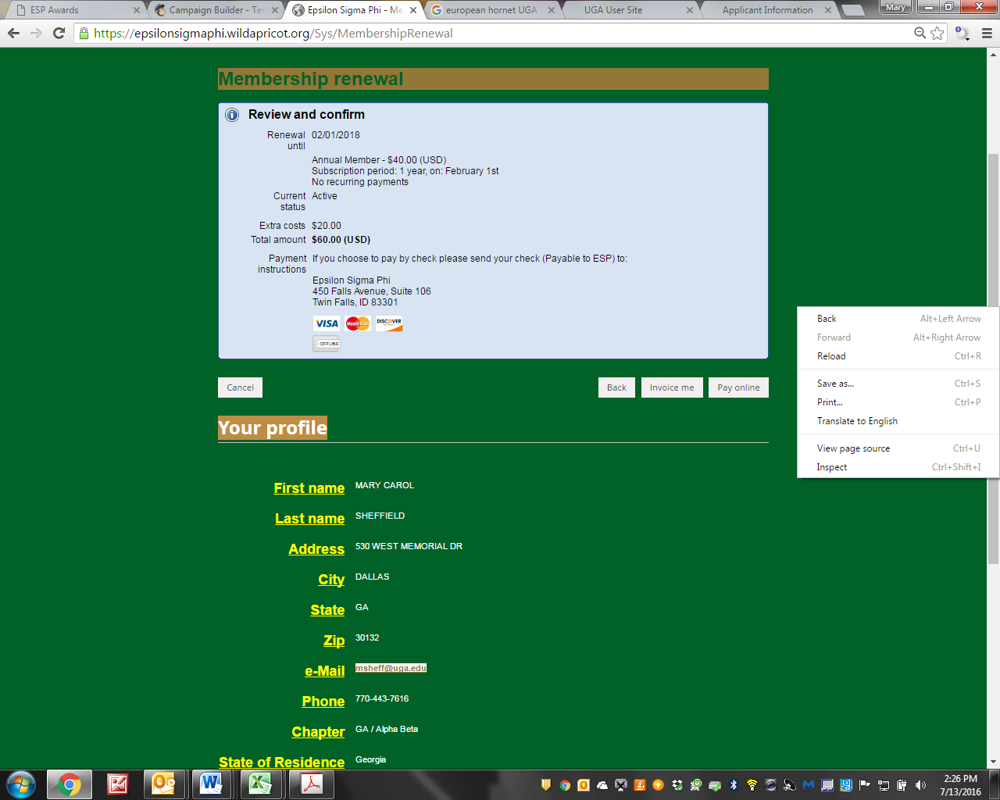 ESP Awards
Campaign Builder - Ten
Epsilon Sigma Phi - Me
european hornet UGA
UGA User Site
Applicant Information
Mary
https://epsilonsigmaphi.wildapricot.org/Sys/MembershipRenewal
Membership renewal
Review and confirm
Renewal until 02/01/2018
Annual Member - $40.00 (USD)
Subscription period: 1 year, on: February 1st
No recurring payments
Current status Active
Extra costs $20.00
Total amount $60.00 (USD)
Payment instructions If you choose to pay by check please send your check (Payable to ESP) to:
Epsilon Sigma Phi
450 Falls Avenue, Suite 106
Twin Falls, ID 83301
VISA MasterCard DISCOVER
OFFLINE
Cancel Back Invoice me Pay online
Your profile
First name MARY CAROL
Last name SHEFFIELD
Address 530 WEST MEMORIAL DR
City DALLAS
State GA
Zip 30132
e-Mail msheff@uga.edu
Phone 770-443-7616
Chapter GA / Alpha Beta
State of Residence Georgia
Back Alt+Left Arrow
Forward Alt+Right Arrow
Reload Ctrl+R
Save as... Ctrl+S
Print... Ctrl+P
Translate to English
View page source Ctrl+U
Inspect Ctrl+Shift+I
2:26 PM
7/13/2016